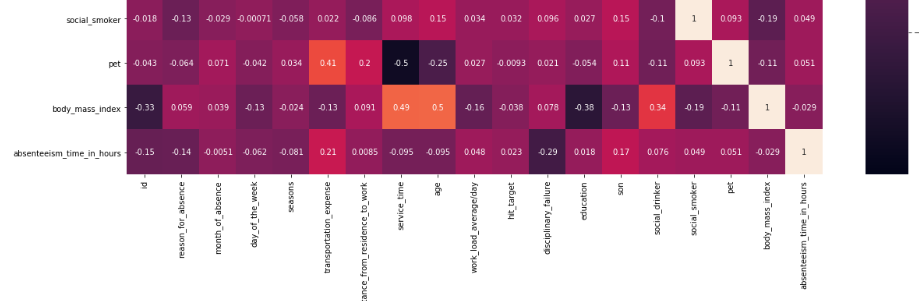 social_smoker -0.018 -0.13 -0.029 -0.00071 -0.058 0.022 -0.086 0.098 0.15 0.034 0.032 0.096 0.027 0.15 -0.1 1 0.093 -0.19 0.049
pet -0.043 -0.064 0.071 -0.042 0.034 0.41 0.2 -0.5 -0.25 0.027 -0.0093 0.021 -0.054 0.11 -0.11 0.093 1 -0.11 0.051
body_mass_index -0.33 0.059 0.039 -0.13 -0.024 -0.13 0.091 0.49 0.5 -0.16 -0.038 0.078 -0.38 -0.13 0.34 -0.19 -0.11 1 -0.029
absenteeism_time_in_hours -0.15 -0.14 -0.0051 -0.062 -0.081 0.21 0.0085 -0.095 -0.095 0.048 0.023 -0.29 0.018 0.17 0.076 0.049 0.051 -0.029 1
id
reason_for_absence
month_of_absence
day_of_the_week
seasons
transportation_expense
tance_from_residence_to_work
service_time
age
work_load_average/day
hit_target
disciplinary_failure
education
son
social_drinker
social_smoker
pet
body_mass_index
absenteeism_time_in_hours